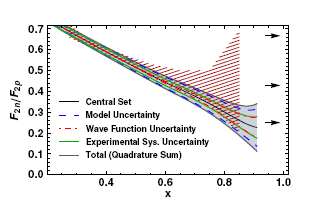 F2n/F2p
0.7
0.6
0.5
0.4
0.3
0.2
0.1
0.0
Central Set
Model Uncertainty
Wave Function Uncertainty
Experimental Sys. Uncertainty
Total (Quadrature Sum)
0.4 0.6 0.8 1.0
x